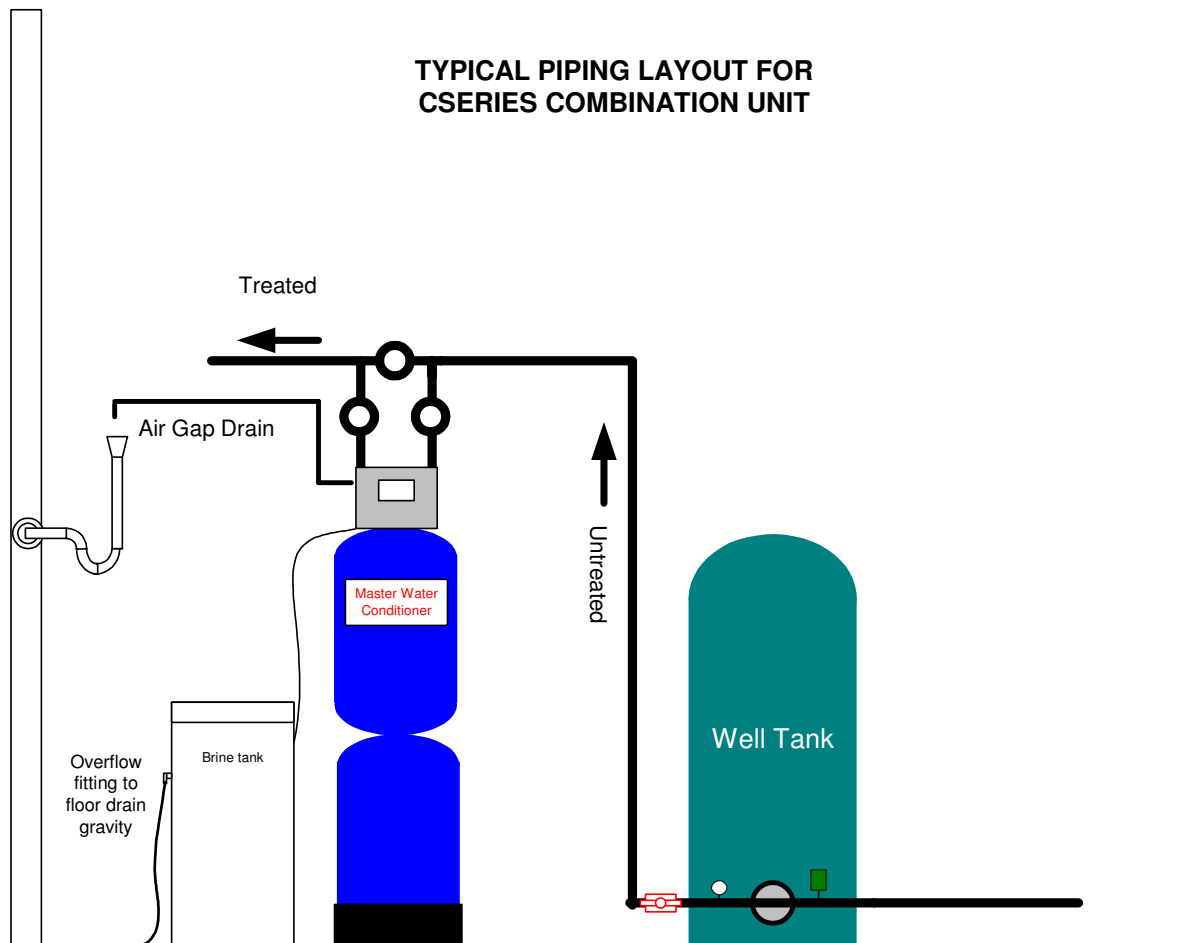 TYPICAL PIPING LAYOUT FOR
CSERIES COMBINATION UNIT
Treated
Air Gap Drain
Untreated
Master Water
Conditioner
Well Tank
Brine tank
Overflow
fitting to
floor drain
gravity